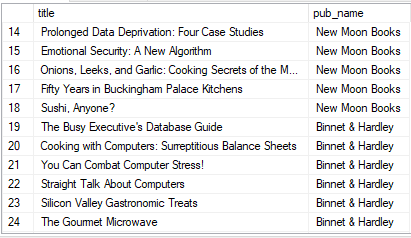 title pub_name
14 Prolonged Data Deprivation: Four Case Studies New Moon Books
15 Emotional Security: A New Algorithm New Moon Books
16 Onions, Leeks, and Garlic: Cooking Secrets of the M... New Moon Books
17 Fifty Years in Buckingham Palace Kitchens New Moon Books
18 Sushi, Anyone? New Moon Books
19 The Busy Executive's Database Guide Binnet & Hardley
20 Cooking with Computers: Surreptitious Balance Sheets Binnet & Hardley
21 You Can Combat Computer Stress! Binnet & Hardley
22 Straight Talk About Computers Binnet & Hardley
23 Silicon Valley Gastronomic Treats Binnet & Hardley
24 The Gourmet Microwave Binnet & Hardley